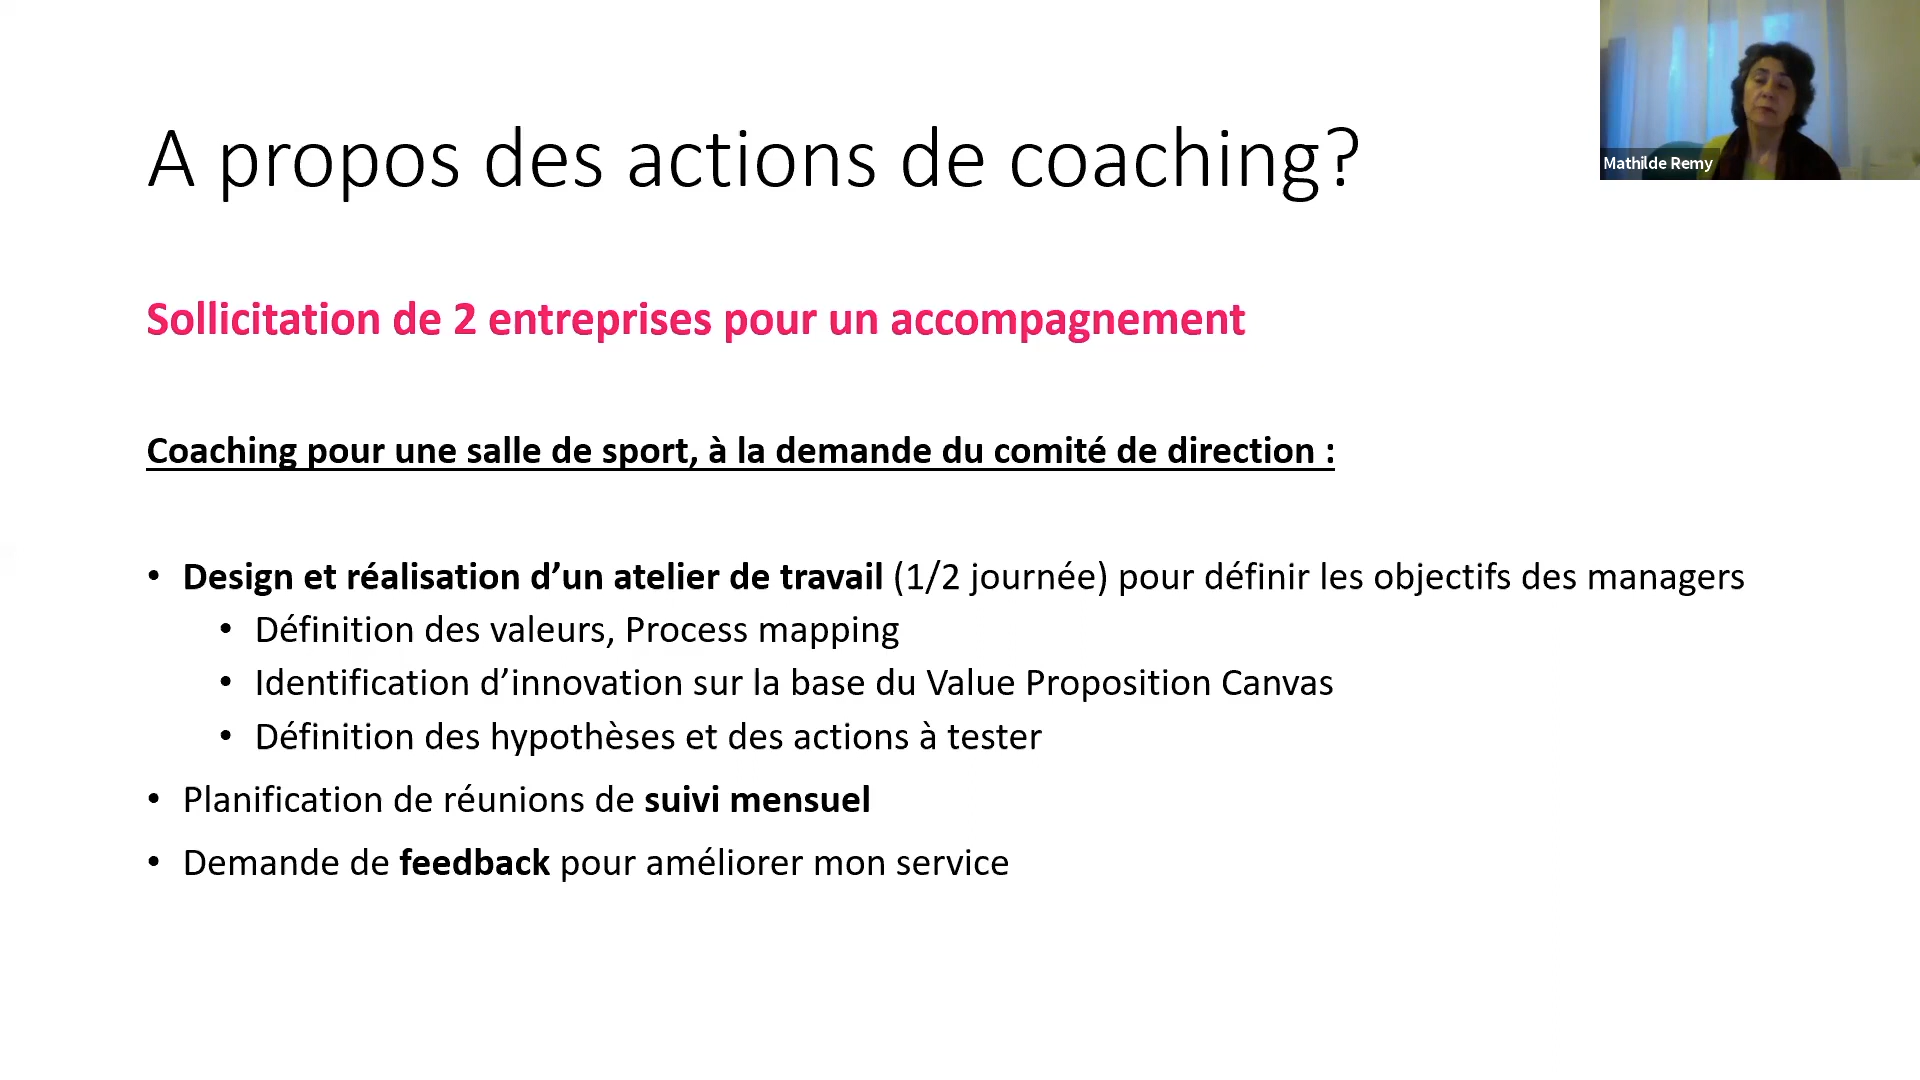 A propos des actions de coaching?
Mathilde Remy
Sollicitation de 2 entreprises pour un accompagnement
Coaching pour une salle de sport, à la demande du comité de direction :
• Design et réalisation d’un atelier de travail (1/2 journée) pour définir les objectifs des managers
• Définition des valeurs, Process mapping
• Identification d’innovation sur la base du Value Proposition Canvas
• Définition des hypothèses et des actions à tester
• Planification de réunions de suivi mensuel
• Demande de feedback pour améliorer mon service